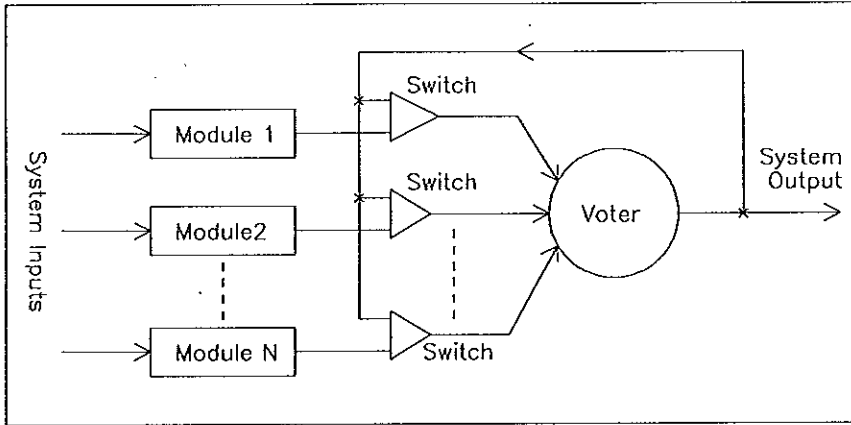 Switch
Module 1
System Inputs
System
Output
Switch
Module2
Voter
Module N
Switch